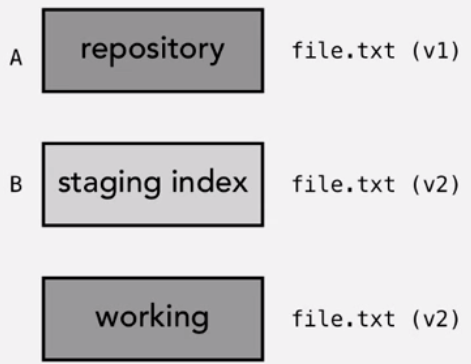 A repository file.txt (v1)
B staging index file.txt (v2)
working file.txt (v2)